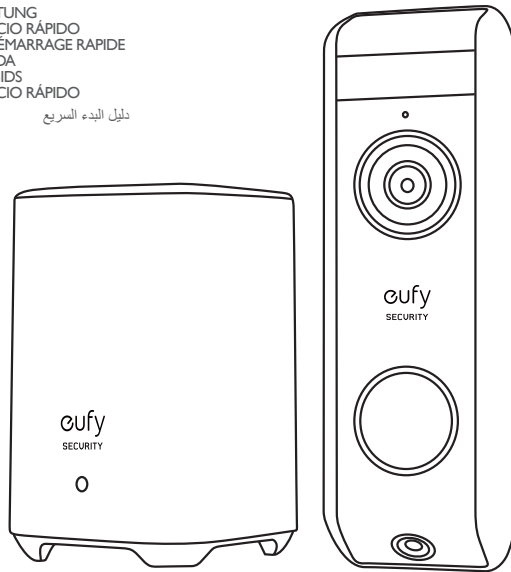 TUNG
CIO RÁPIDO
ÉMARRAGE RAPIDE
DA
IDS
CIO RÁPIDO
دليل البدء السريع
eufy
SECURITY
eufy
SECURITY